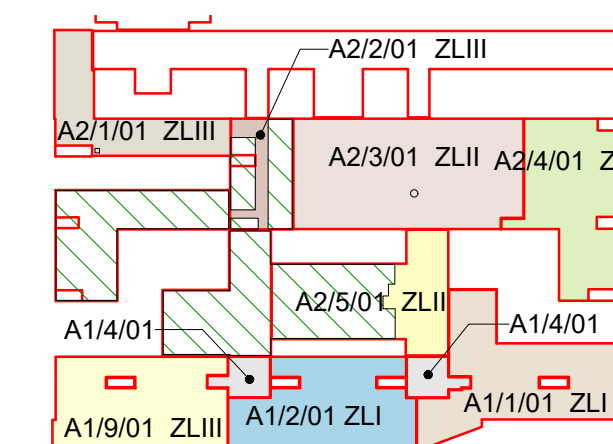 A2/2/01 ZLIII
A2/1/01 ZLIII
A2/3/01 ZLII
A2/4/01 Z
A2/5/01 ZLII
A1/4/01
A1/4/01
A1/9/01 ZLIII
A1/2/01 ZLI
A1/1/01 ZLI